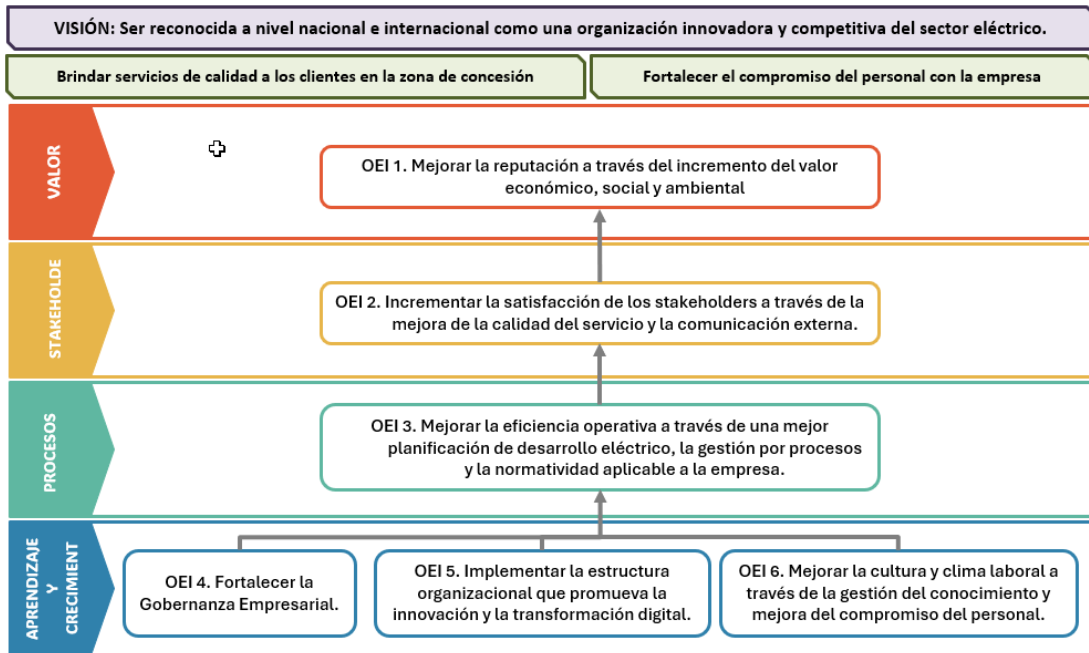 VISIÓN: Ser reconocida a nivel nacional e internacional como una organización innovadora y competitiva del sector eléctrico.
Brindar servicios de calidad a los clientes en la zona de concesión
Fortalecer el compromiso del personal con la empresa
VALOR
OEI 1. Mejorar la reputación a través del incremento del valor
económico, social y ambiental
STAKEHOLDE
OEI 2. Incrementar la satisfacción de los stakeholders a través de la
mejora de la calidad del servicio y la comunicación externa.
PROCESOS
OEI 3. Mejorar la eficiencia operativa a través de una mejor
planificación de desarrollo eléctrico, la gestión por procesos
y la normatividad aplicable a la empresa.
APRENDIZAJE
Y
CRECIMIENT
OEI 4. Fortalecer la
Gobernanza Empresarial.
OEI 5. Implementar la estructura
organizacional que promueva la
innovación y la transformación digital.
OEI 6. Mejorar la cultura y clima laboral a
través de la gestión del conocimiento y
mejora del compromiso del personal.